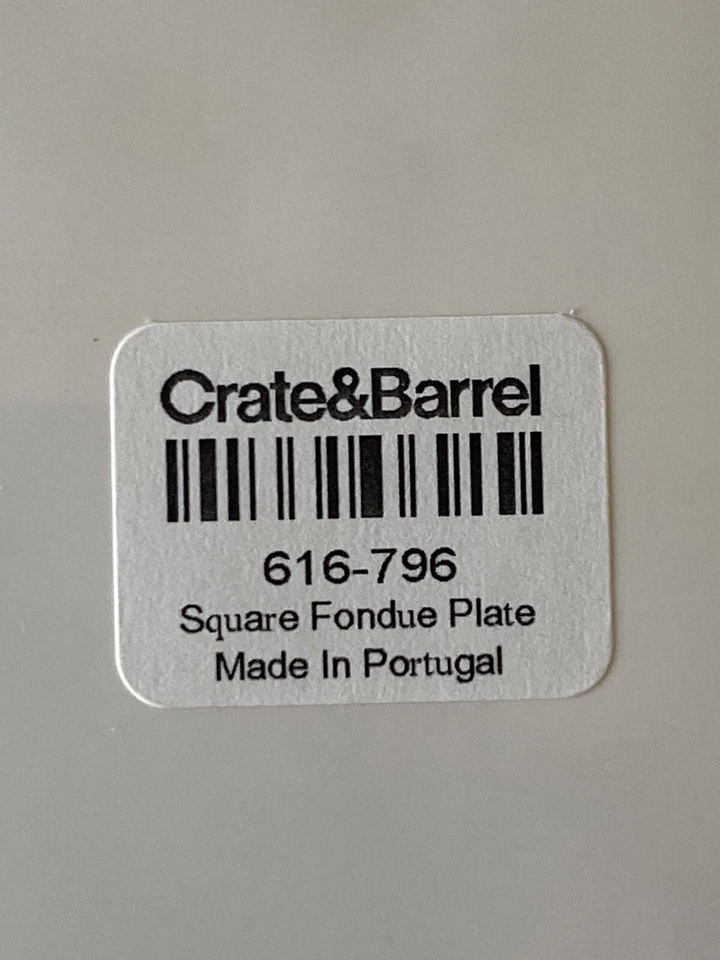 Crate&Barrel
616-796
Square Fondue Plate
Made In Portugal